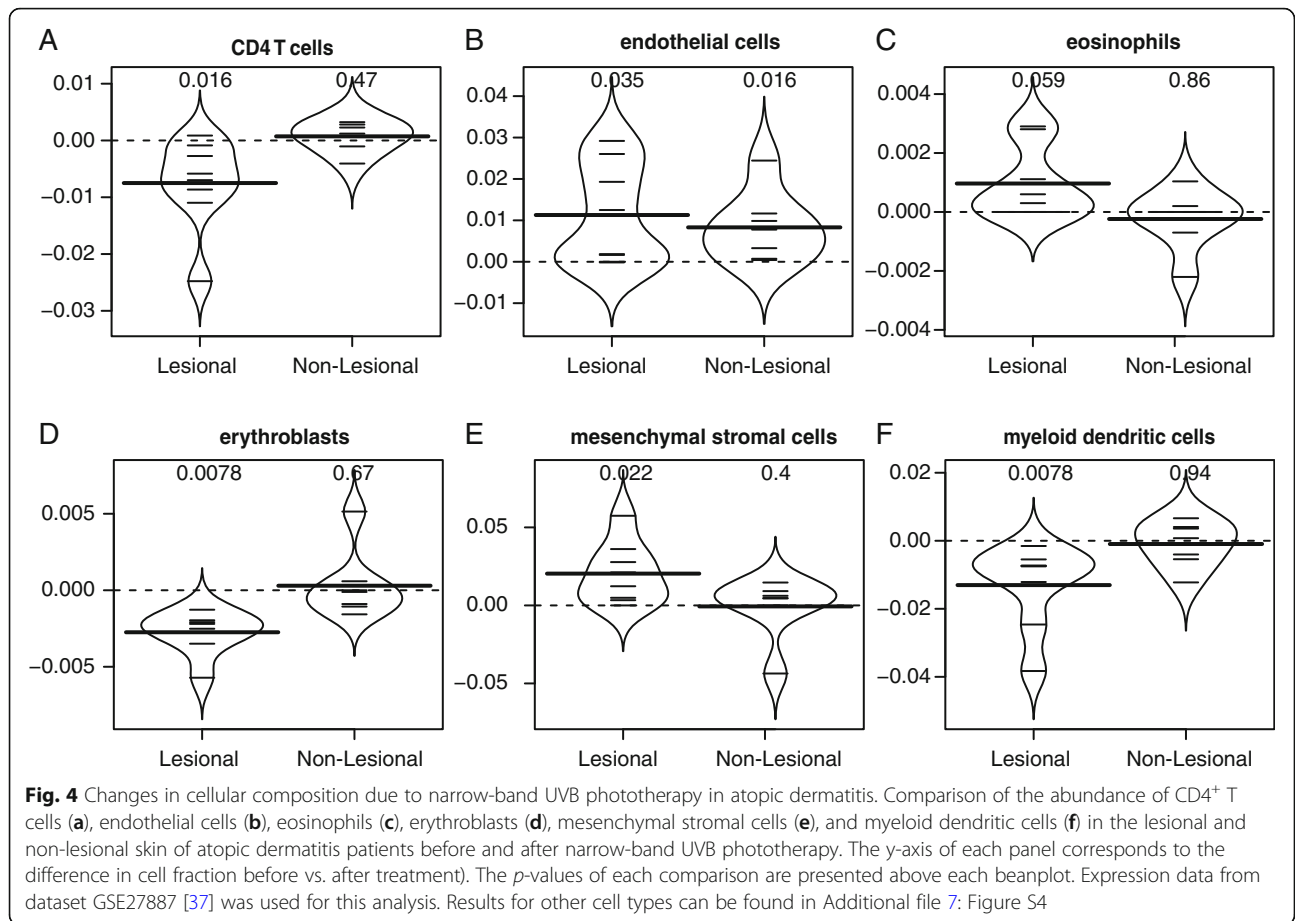 A
CD4 T cells
0.016 0.47
0.01
0.00
−0.01
−0.02
−0.03
Lesional Non-Lesional
B
endothelial cells
0.035 0.016
0.04
0.03
0.02
0.01
0.00
−0.01
Lesional Non-Lesional
C
eosinophils
0.059 0.86
0.004
0.002
0.000
−0.002
−0.004
Lesional Non-Lesional
D
erythroblasts
0.0078 0.67
0.005
0.000
−0.005
Lesional Non-Lesional
E
mesenchymal stromal cells
0.022 0.4
0.05
0.00
−0.05
Lesional Non-Lesional
F
myeloid dendritic cells
0.0078 0.94
0.02
0.00
−0.02
−0.04
Lesional Non-Lesional
Fig. 4 Changes in cellular composition due to narrow-band UVB phototherapy in atopic dermatitis. Comparison of the abundance of CD4⁺ T
cells (a), endothelial cells (b), eosinophils (c), erythroblasts (d), mesenchymal stromal cells (e), and myeloid dendritic cells (f) in the lesional and
non-lesional skin of atopic dermatitis patients before and after narrow-band UVB phototherapy. The y-axis of each panel corresponds to the
difference in cell fraction before vs. after treatment). The p-values of each comparison are presented above each beanplot. Expression data from
dataset GSE27887 [37] was used for this analysis. Results for other cell types can be found in Additional file 7: Figure S4